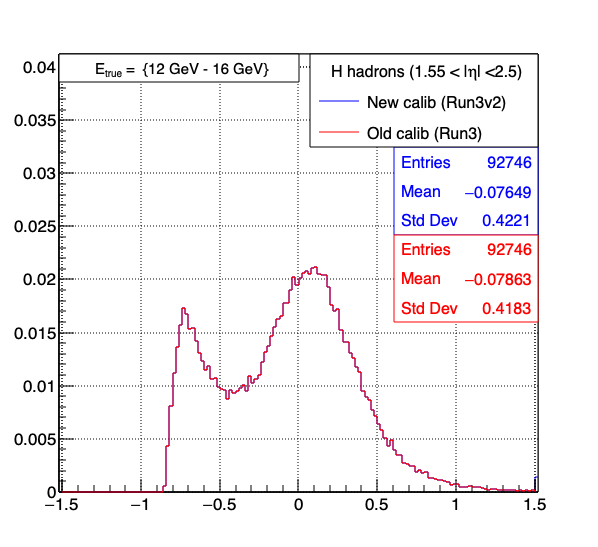 E_true = {12 GeV - 16 GeV}
H hadrons (1.55 < |η| <2.5)
New calib (Run3v2)
Old calib (Run3)
Entries 92746
Mean −0.07649
Std Dev 0.4221
Entries 92746
Mean −0.07863
Std Dev 0.4183
0.04
0.035
0.03
0.025
0.02
0.015
0.01
0.005
0
−1.5 −1 −0.5 0 0.5 1 1.5